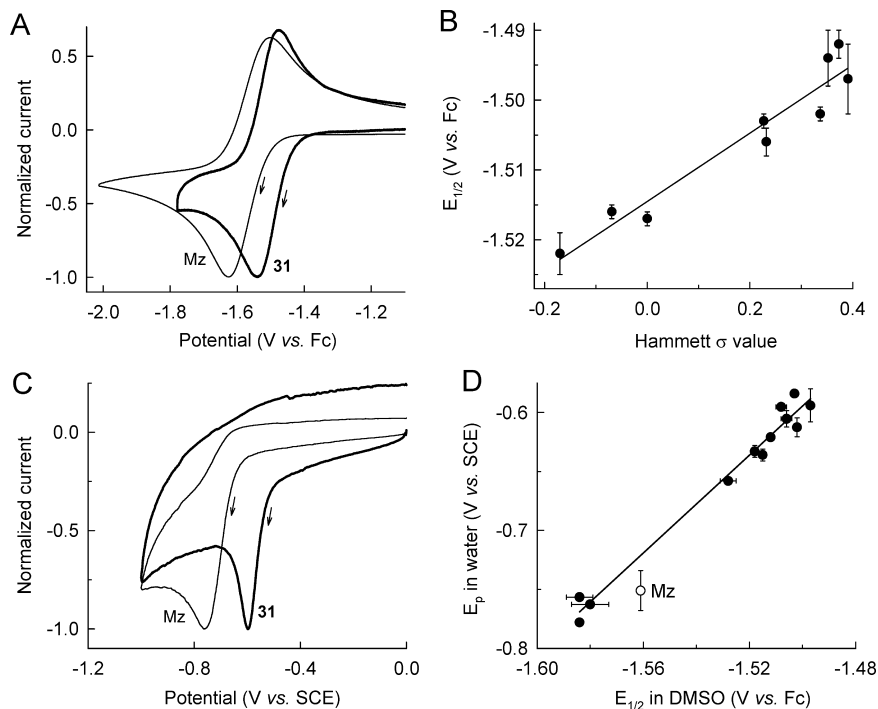 A
0.5
0.0
-0.5
-1.0
Normalized current
Mz
31
-2.0 -1.8 -1.6 -1.4 -1.2
Potential (V vs. Fc)
B
-1.49
-1.50
-1.51
-1.52
E1/2 (V vs. Fc)
-0.2 0.0 0.2 0.4
Hammett σ value
C
0.0
-0.5
-1.0
Normalized current
Mz
31
-1.2 -0.8 -0.4 0.0
Potential (V vs. SCE)
D
-0.6
-0.7
-0.8
Ep in water (V vs. SCE)
Mz
-1.60 -1.56 -1.52 -1.48
E1/2 in DMSO (V vs. Fc)